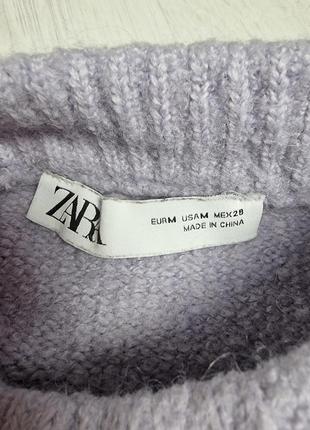 ZARA
EUR M USA M MEX 28
MADE IN CHINA